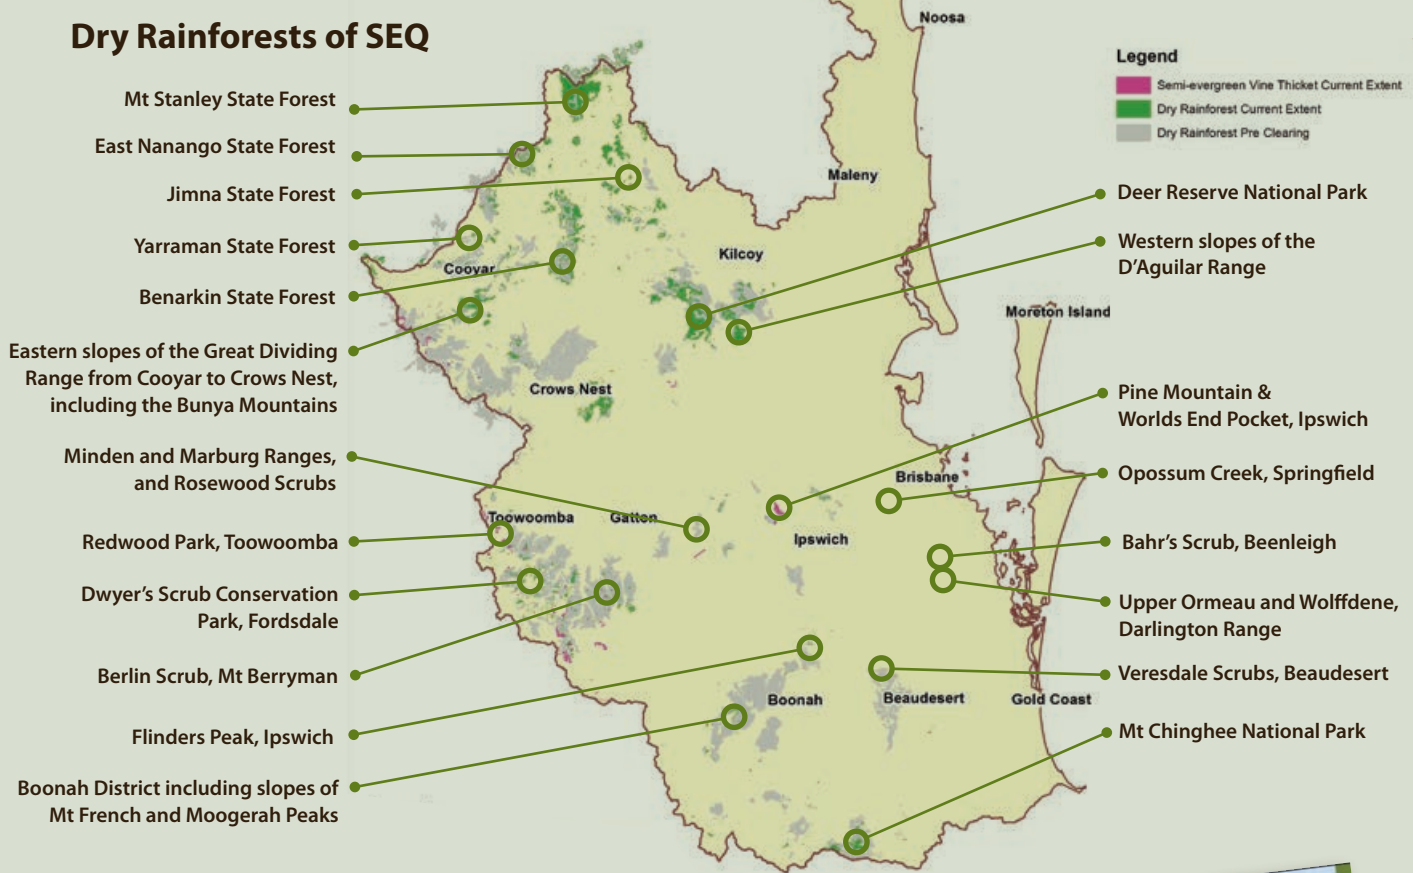 Dry Rainforests of SEQ
Mt Stanley State Forest
East Nanango State Forest
Jimna State Forest
Yarraman State Forest
Benarkin State Forest
Eastern slopes of the Great Dividing
Range from Cooyar to Crows Nest,
including the Bunya Mountains
Minden and Marburg Ranges,
and Rosewood Scrubs
Redwood Park, Toowoomba
Dwyer's Scrub Conservation
Park, Fordsdale
Berlin Scrub, Mt Berryman
Flinders Peak, Ipswich
Boonah District including slopes of
Mt French and Moogerah Peaks
Noosa
Maleny
Kilcoy
Cooyar
Moreton Island
Crows Nest
Brisbane
Toowoomba
Gatton
Ipswich
Boonah
Beaudesert
Gold Coast
Legend
Semi-evergreen Vine Thicket Current Extent
Dry Rainforest Current Extent
Dry Rainforest Pre Clearing
Deer Reserve National Park
Western slopes of the
D'Aguilar Range
Pine Mountain &
Worlds End Pocket, Ipswich
Opossum Creek, Springfield
Bahr's Scrub, Beenleigh
Upper Ormeau and Wolffdene,
Darlington Range
Veresdale Scrubs, Beaudesert
Mt Chinghee National Park